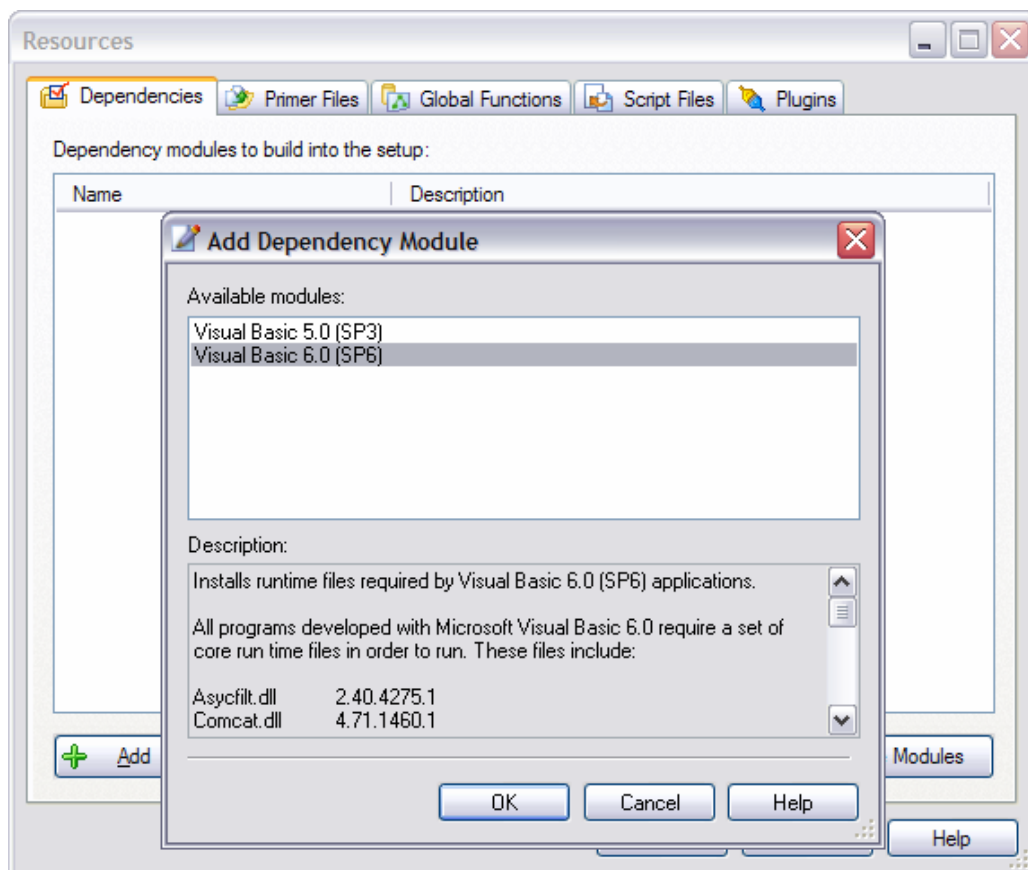 Resources
Dependencies Primer Files Global Functions Script Files Plugins
Dependency modules to build into the setup:
Name Description
Add Dependency Module
Available modules:
Visual Basic 5.0 (SP3)
Visual Basic 6.0 (SP6)
Description:
Installs runtime files required by Visual Basic 6.0 (SP6) applications.
All programs developed with Microsoft Visual Basic 6.0 require a set of
core run time files in order to run. These files include:
Asycfilt.dll 2.40.4275.1
Comcat.dll 4.71.1460.1
Add Modules
OK Cancel Help
Help